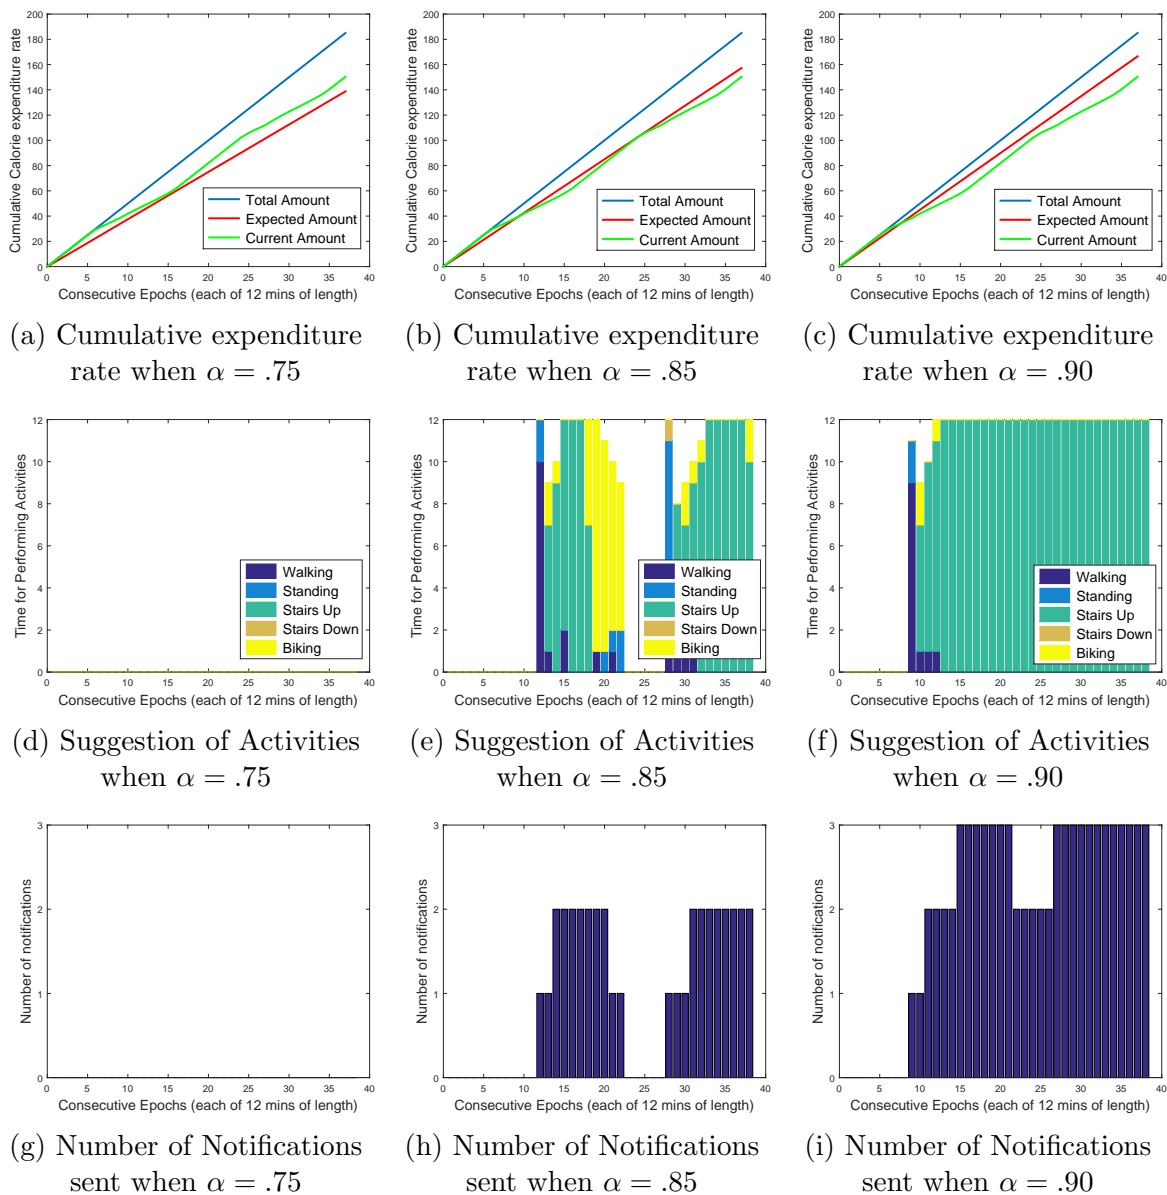 Cumulative Calorie expenditure rate
200
180
160
140
120
100
80
60
40
20
0
Total Amount
Expected Amount
Current Amount
0 5 10 15 20 25 30 35 40
Consecutive Epochs (each of 12 mins of length)
(a) Cumulative expenditure
rate when α = .75
Cumulative Calorie expenditure rate
200
180
160
140
120
100
80
60
40
20
0
Total Amount
Expected Amount
Current Amount
0 5 10 15 20 25 30 35 40
Consecutive Epochs (each of 12 mins of length)
(b) Cumulative expenditure
rate when α = .85
Cumulative Calorie expenditure rate
200
180
160
140
120
100
80
60
40
20
0
Total Amount
Expected Amount
Current Amount
0 5 10 15 20 25 30 35 40
Consecutive Epochs (each of 12 mins of length)
(c) Cumulative expenditure
rate when α = .90
Time for Performing Activities
12
10
8
6
4
2
0
Walking
Standing
Stairs Up
Stairs Down
Biking
0 5 10 15 20 25 30 35 40
Consecutive Epochs (each of 12 mins of length)
(d) Suggestion of Activities
when α = .75
Time for Performing Activities
12
10
8
6
4
2
0
Walking
Standing
Stairs Up
Stairs Down
Biking
0 5 10 15 20 25 30 35 40
Consecutive Epochs (each of 12 mins of length)
(e) Suggestion of Activities
when α = .85
Time for Performing Activities
12
10
8
6
4
2
0
Walking
Standing
Stairs Up
Stairs Down
Biking
0 5 10 15 20 25 30 35 40
Consecutive Epochs (each of 12 mins of length)
(f) Suggestion of Activities
when α = .90
Number of notifications
3
2
1
0
0 5 10 15 20 25 30 35 40
Consecutive Epochs (each of 12 mins of length)
(g) Number of Notifications
sent when α = .75
Number of notifications
3
2
1
0
0 5 10 15 20 25 30 35 40
Consecutive Epochs (each of 12 mins of length)
(h) Number of Notifications
sent when α = .85
Number of notifications
3
2
1
0
0 5 10 15 20 25 30 35 40
Consecutive Epochs (each of 12 mins of length)
(i) Number of Notifications
sent when α = .90